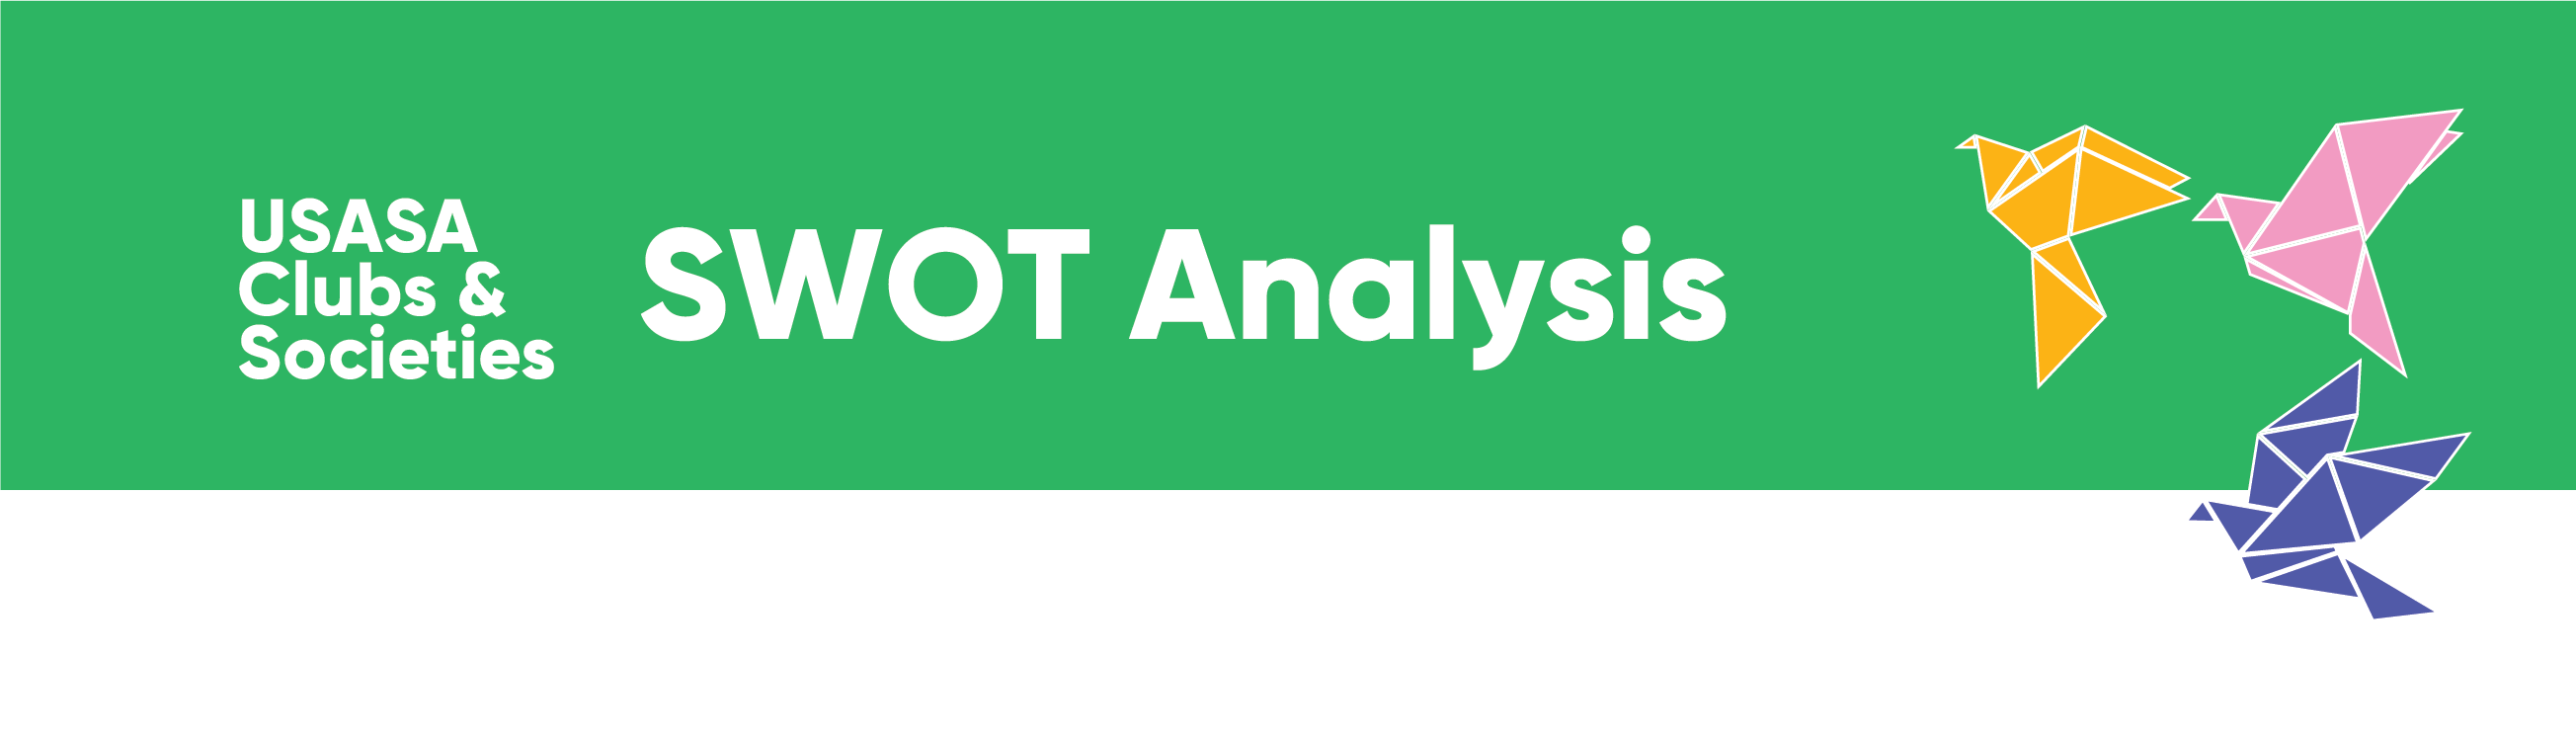 USASA
Clubs &
Societies
SWOT Analysis